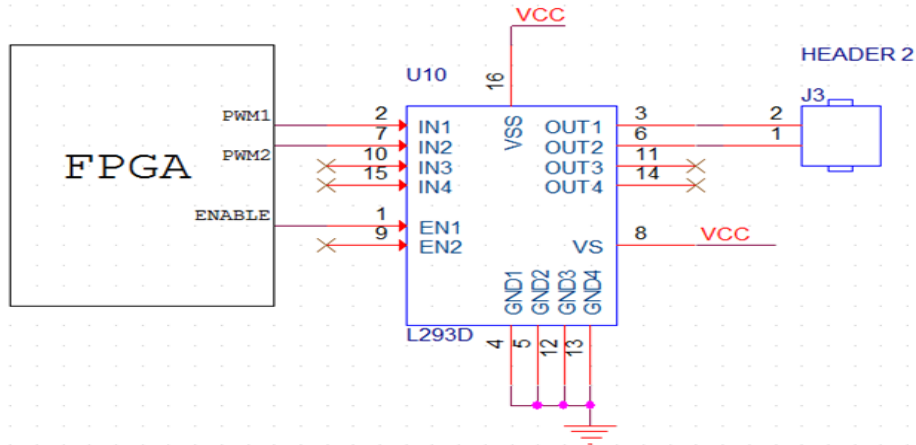 VCC
HEADER 2
U10
J3
16
FPGA
PWM1
PWM2
ENABLE
2
7
10
15
1
9
IN1
IN2
IN3
IN4
EN1
EN2
VSS
OUT1
OUT2
OUT3
OUT4
VS
3
6
11
14
8
2
1
VCC
GND1
GND2
GND3
GND4
L293D
4
5
12
13